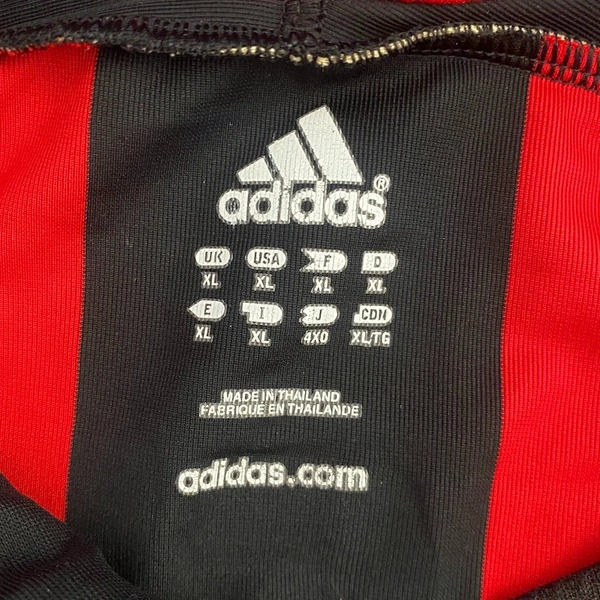 adidas®
UK USA F D
XL XL XL XL
E I J CDN
XL XL 4XO XL/TG
MADE IN THAILAND
FABRIQUE EN THAILANDE
adidas.com